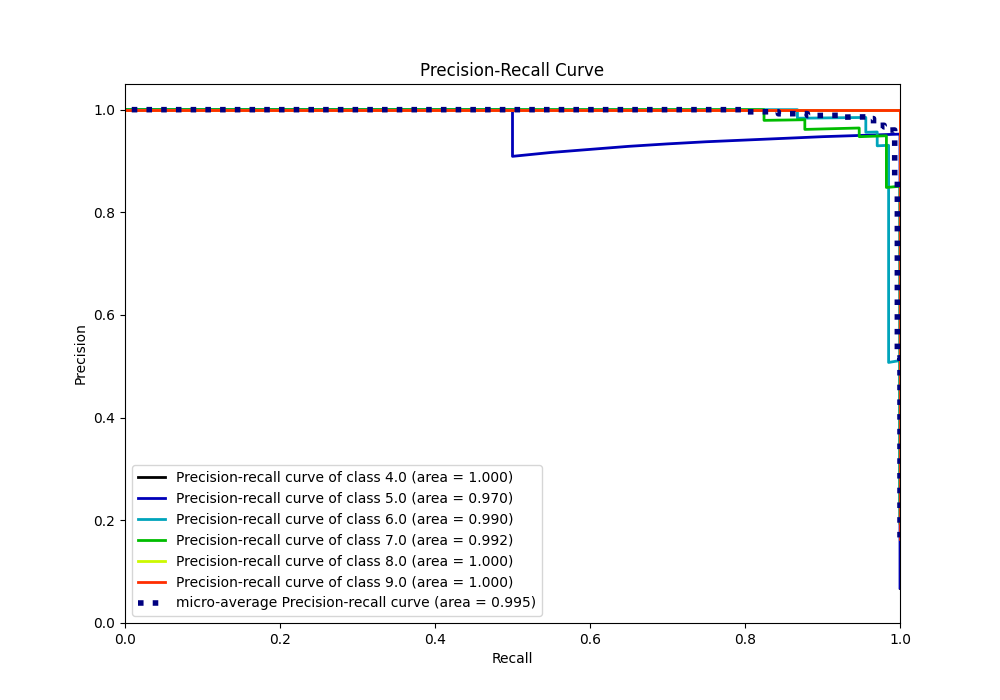 Precision-Recall Curve
1.0
0.8
0.6
0.4
0.2
0.0
Precision
Precision-recall curve of class 4.0 (area = 1.000)
Precision-recall curve of class 5.0 (area = 0.970)
Precision-recall curve of class 6.0 (area = 0.990)
Precision-recall curve of class 7.0 (area = 0.992)
Precision-recall curve of class 8.0 (area = 1.000)
Precision-recall curve of class 9.0 (area = 1.000)
micro-average Precision-recall curve (area = 0.995)
0.0 0.2 0.4 0.6 0.8 1.0
Recall